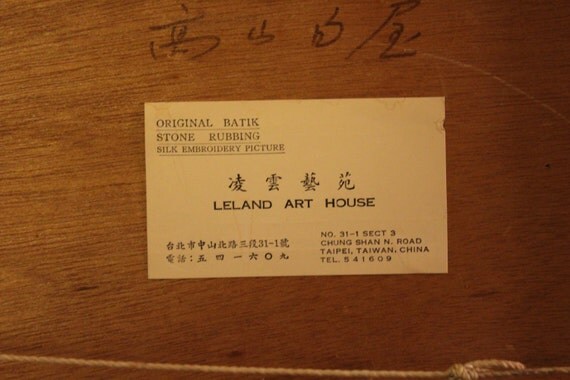 高山白屋
ORIGINAL BATIK
STONE RUBBING
SILK EMBROIDERY PICTURE
凌雲藝苑
LELAND ART HOUSE
台北市中山北路三段31-1號
電話：五四一六〇九
NO. 31-1 SECT 3
CHUNG SHAN N. ROAD
TAIPEI, TAIWAN, CHINA
TEL. 541609